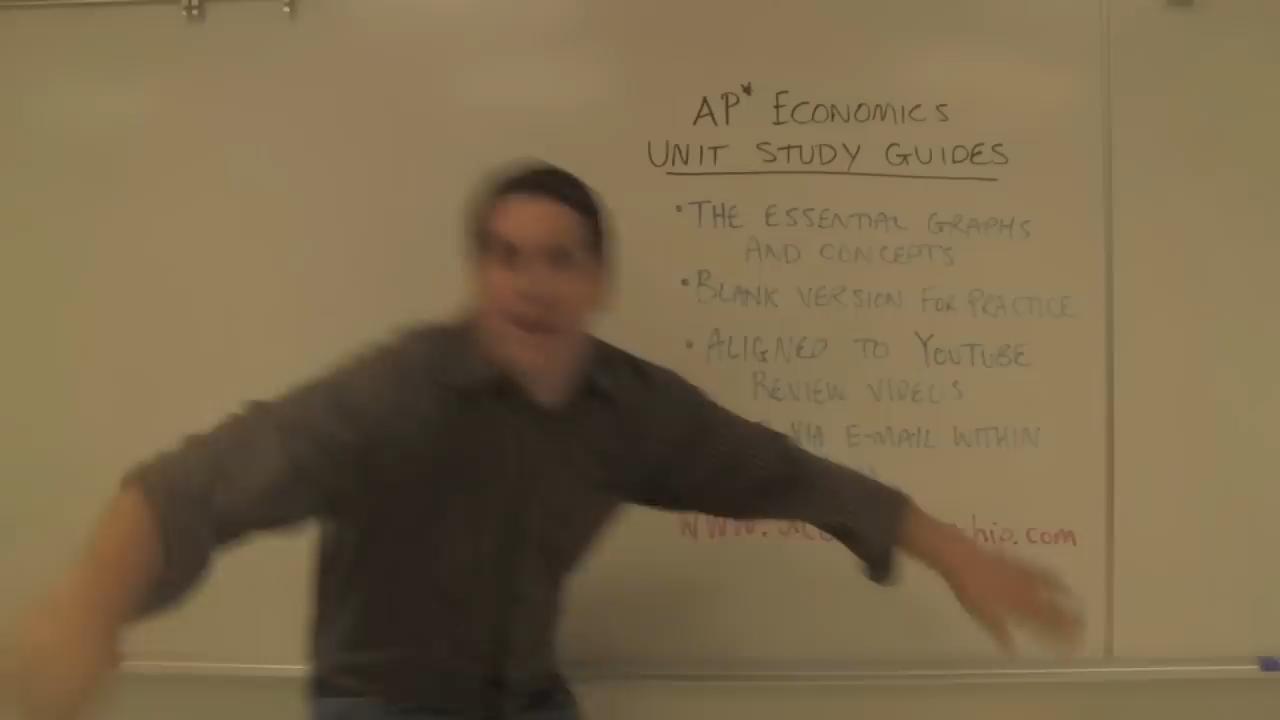 AP* ECONOMICS
UNIT STUDY GUIDES
• THE ESSENTIAL GRAPHS
AND CONCEPTS
• BLANK VERSION FOR PRACTICE
• ALIGNED TO YOUTUBE
REVIEW VIDEOS
VIA E-MAIL WITHIN